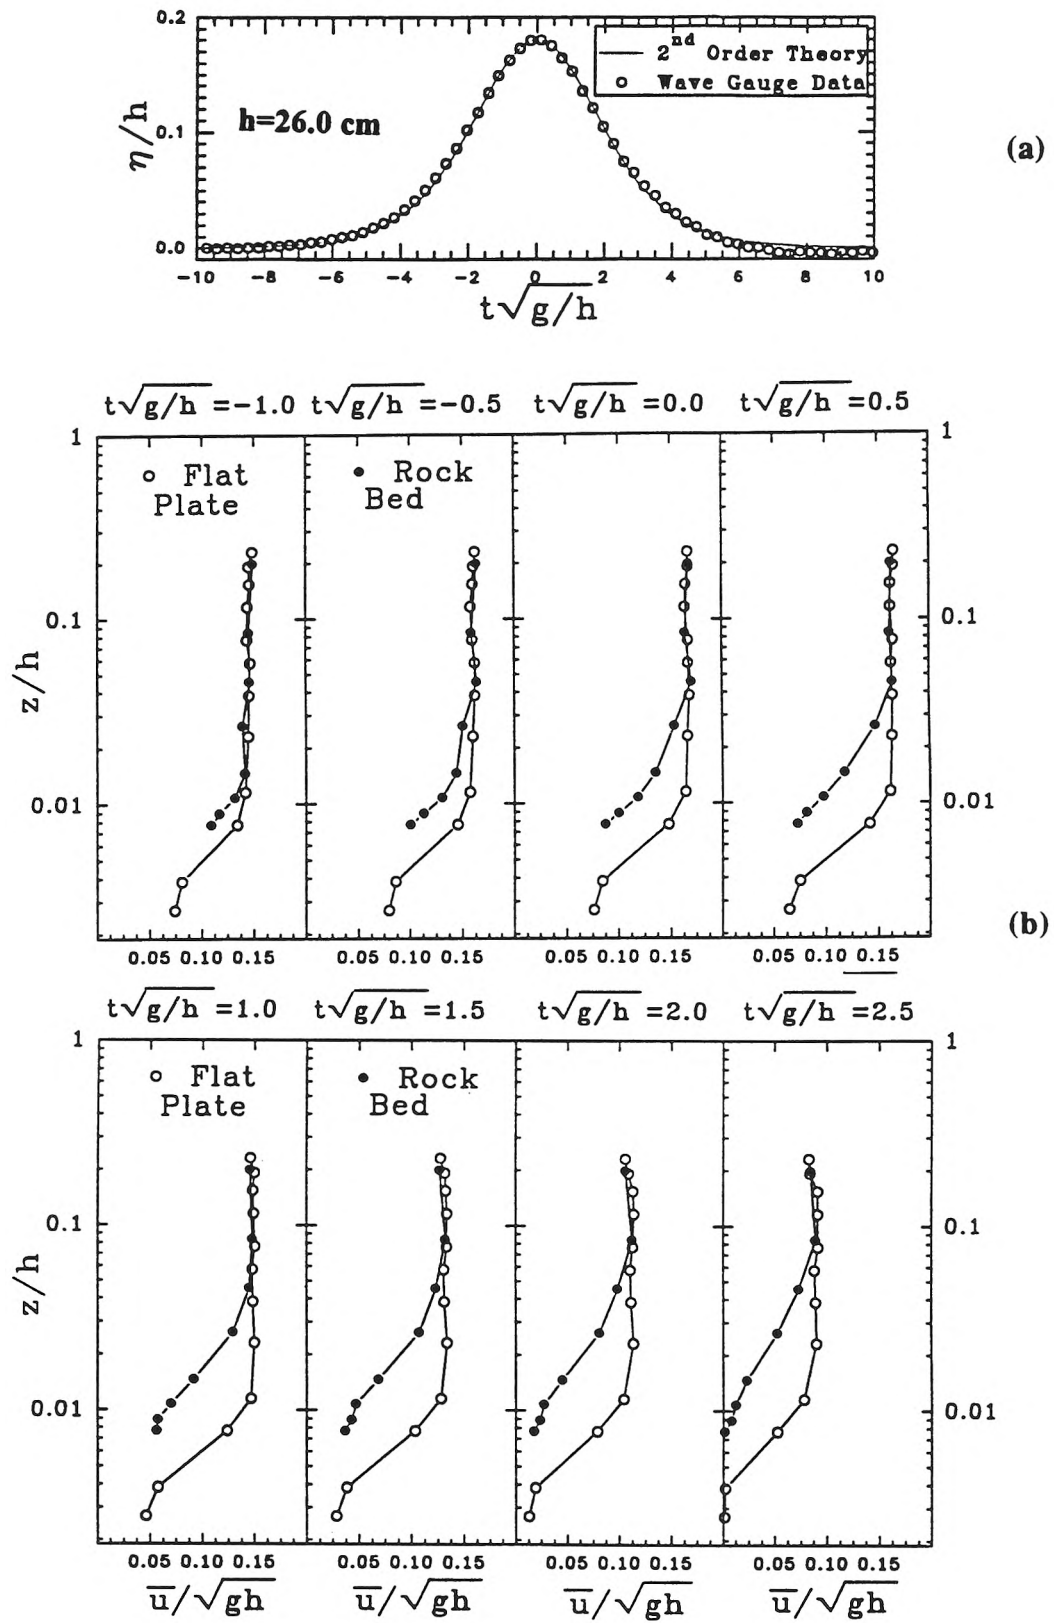 0.2
0.1
0.0
η/h
2nd Order Theory
Wave Gauge Data
h=26.0 cm
(a)
-10 -8 -6 -4 -2 0 2 4 6 8 10
t√g/h
t√g/h =-1.0 t√g/h =-0.5 t√g/h =0.0 t√g/h =0.5
1 1
Flat Plate
Rock Bed
0.1 0.1
z/h
0.01 0.01
(b)
0.05 0.10 0.15 0.05 0.10 0.15 0.05 0.10 0.15 0.05 0.10 0.15
t√g/h =1.0 t√g/h =1.5 t√g/h =2.0 t√g/h =2.5
1 1
Flat Plate
Rock Bed
0.1 0.1
z/h
0.01 0.01
0.05 0.10 0.15 0.05 0.10 0.15 0.05 0.10 0.15 0.05 0.10 0.15
u̅/√gh u̅/√gh u̅/√gh u̅/√gh